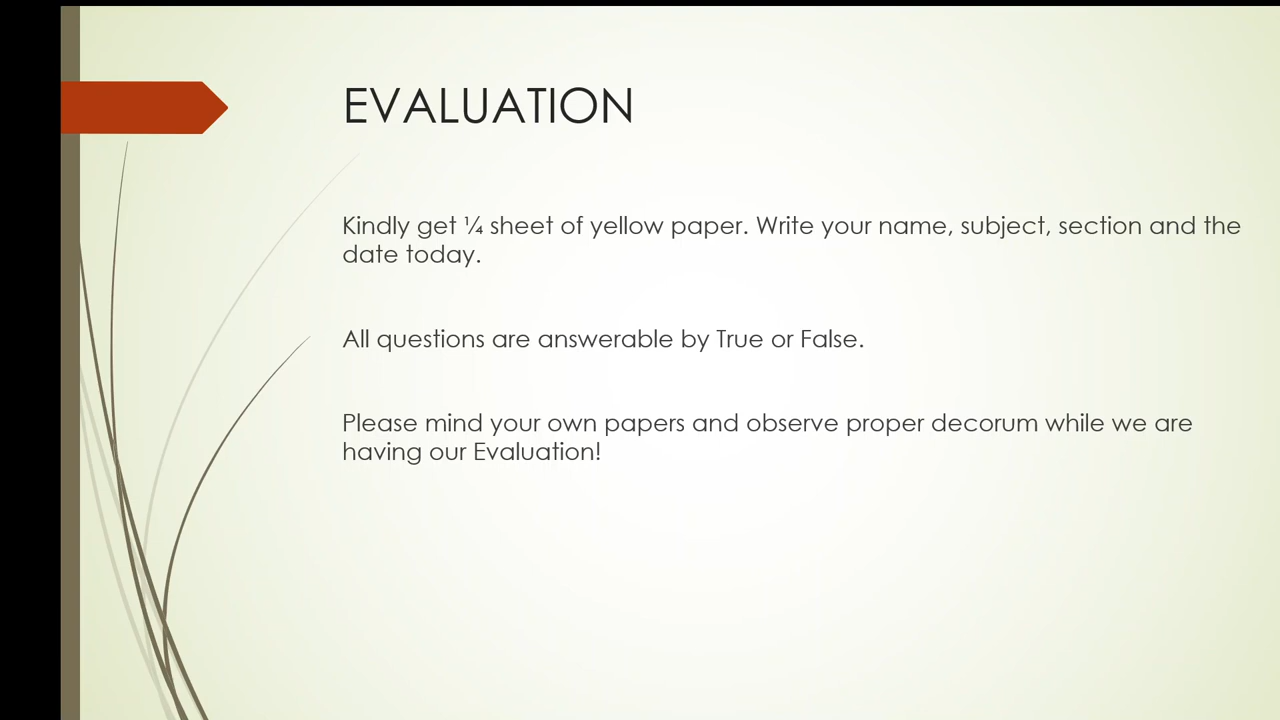 EVALUATION
Kindly get ¼ sheet of yellow paper. Write your name, subject, section and the
date today.
All questions are answerable by True or False.
Please mind your own papers and observe proper decorum while we are
having our Evaluation!